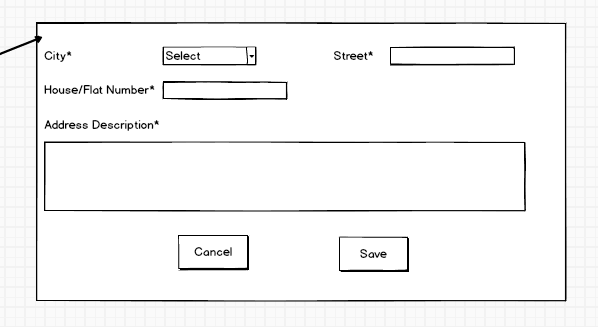 City* Select Street*
House/Flat Number*
Address Description*
Cancel Save